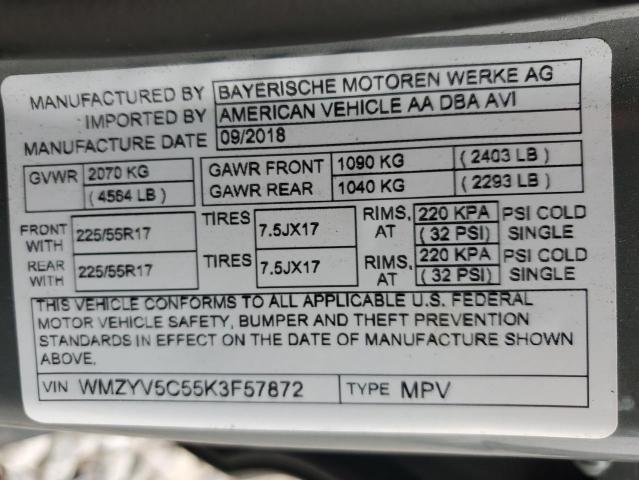 MANUFACTURED BY BAYERISCHE MOTOREN WERKE AG
IMPORTED BY AMERICAN VEHICLE AA DBA AVI
MANUFACTURE DATE 09/2018
GVWR 2070 KG GAWR FRONT 1090 KG (2403 LB)
(4564 LB) GAWR REAR 1040 KG (2293 LB)
FRONT WITH 225/55R17 TIRES 7.5JX17 RIMS, AT 220 KPA (32 PSI) PSI COLD SINGLE
REAR WITH 225/55R17 TIRES 7.5JX17 RIMS, AT 220 KPA (32 PSI) PSI COLD SINGLE
THIS VEHICLE CONFORMS TO ALL APPLICABLE U.S. FEDERAL
MOTOR VEHICLE SAFETY, BUMPER AND THEFT PREVENTION
STANDARDS IN EFFECT ON THE DATE OF MANUFACTURE SHOWN
ABOVE.
VIN WMZYV5C55K3F57872 TYPE MPV